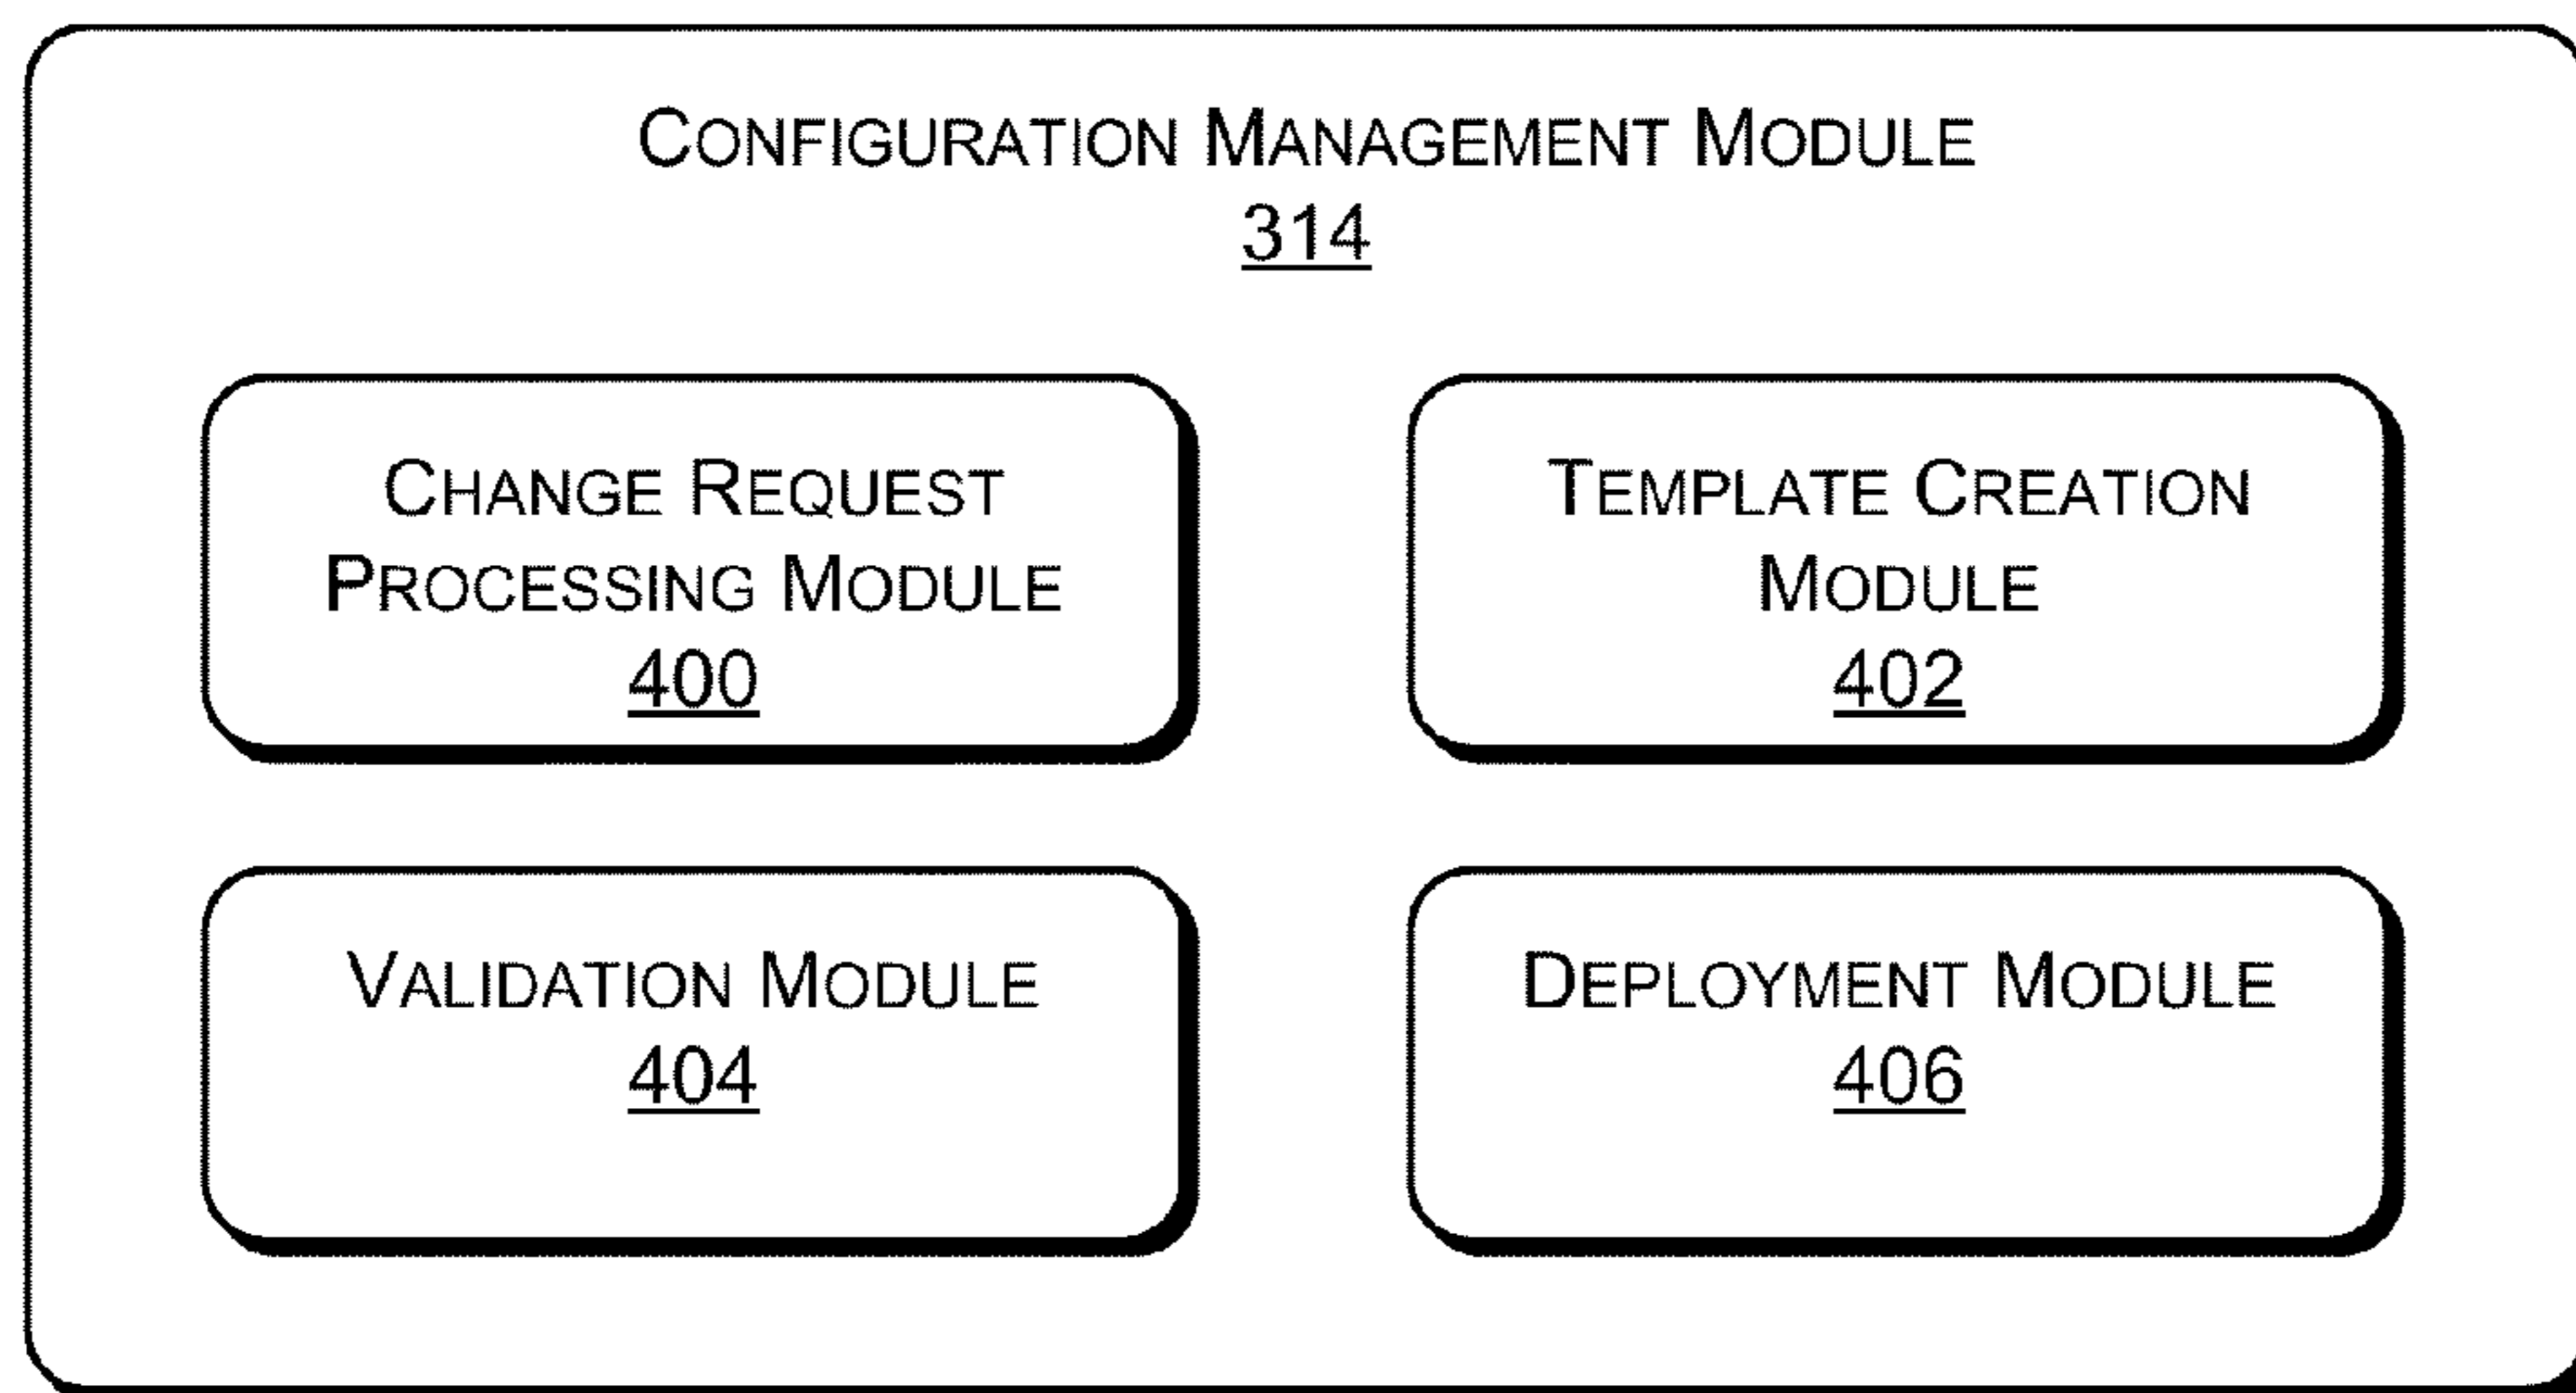 CONFIGURATION MANAGEMENT MODULE
314
CHANGE REQUEST
PROCESSING MODULE
400
TEMPLATE CREATION
MODULE
402
VALIDATION MODULE
404
DEPLOYMENT MODULE
406